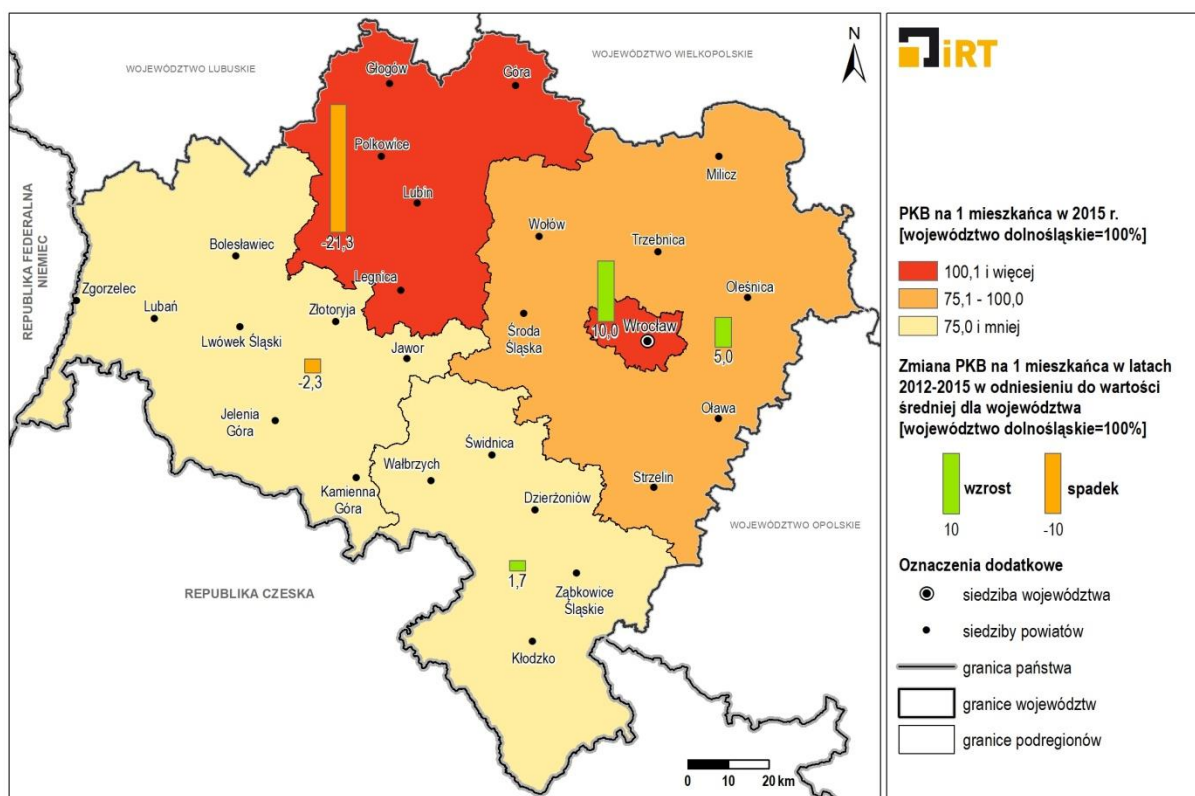 WOJEWÓDZTWO LUBUSKIE
WOJEWÓDZTWO WIELKOPOLSKIE
N
Głogów
Góra
Polkowice
Milicz
Lubin
-21,3
Wołów
Trzebnica
Bolesławiec
REPUBLIKA FEDERALNA
NIEMIEC
Legnica
Oleśnica
Zgorzelec
Lubań
Złotoryja
Środa
Śląska
10,0
Wrocław
5,0
Lwówek Śląski
Jawor
-2,3
Jelenia
Góra
Oława
Świdnica
Wałbrzych
Kamienna
Góra
Strzelin
Dzierżoniów
WOJEWÓDZTWO OPOLSKIE
1,7
REPUBLIKA CZESKA
Ząbkowice
Śląskie
Kłodzko
0 10 20 km
iRT
PKB na 1 mieszkańca w 2015 r.
[województwo dolnośląskie=100%]
100,1 i więcej
75,1 - 100,0
75,0 i mniej
Zmiana PKB na 1 mieszkańca w latach
2012-2015 w odniesieniu do wartości
średniej dla województwa
[województwo dolnośląskie=100%]
wzrost spadek
10 -10
Oznaczenia dodatkowe
siedziba województwa
siedziby powiatów
granica państwa
granice województw
granice podregionów